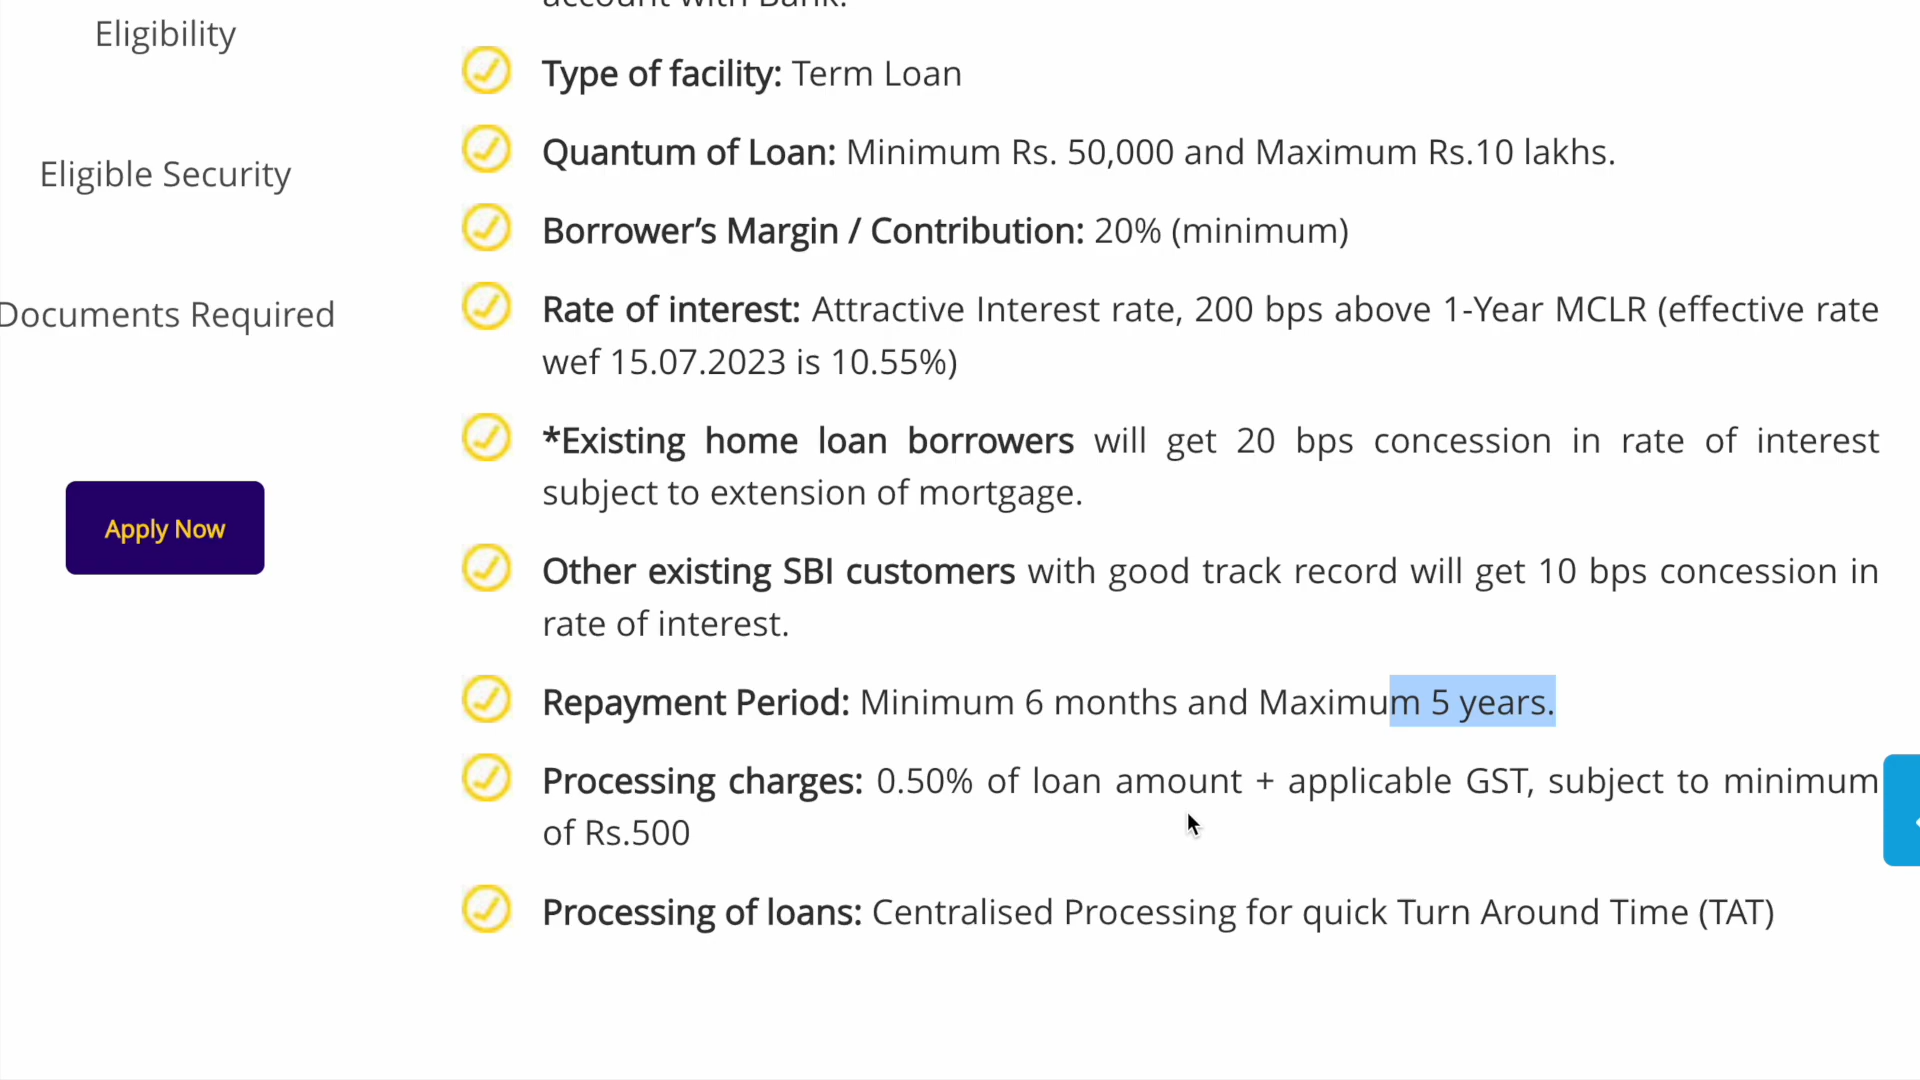 account with Bank.
Eligibility
Type of facility: Term Loan
Quantum of Loan: Minimum Rs. 50,000 and Maximum Rs.10 lakhs.
Eligible Security
Borrower’s Margin / Contribution: 20% (minimum)
Documents Required
Rate of interest: Attractive Interest rate, 200 bps above 1-Year MCLR (effective rate
wef 15.07.2023 is 10.55%)
*Existing home loan borrowers will get 20 bps concession in rate of interest
subject to extension of mortgage.
Apply Now
Other existing SBI customers with good track record will get 10 bps concession in
rate of interest.
Repayment Period: Minimum 6 months and Maximum 5 years.
Processing charges: 0.50% of loan amount + applicable GST, subject to minimum
of Rs.500
Processing of loans: Centralised Processing for quick Turn Around Time (TAT)